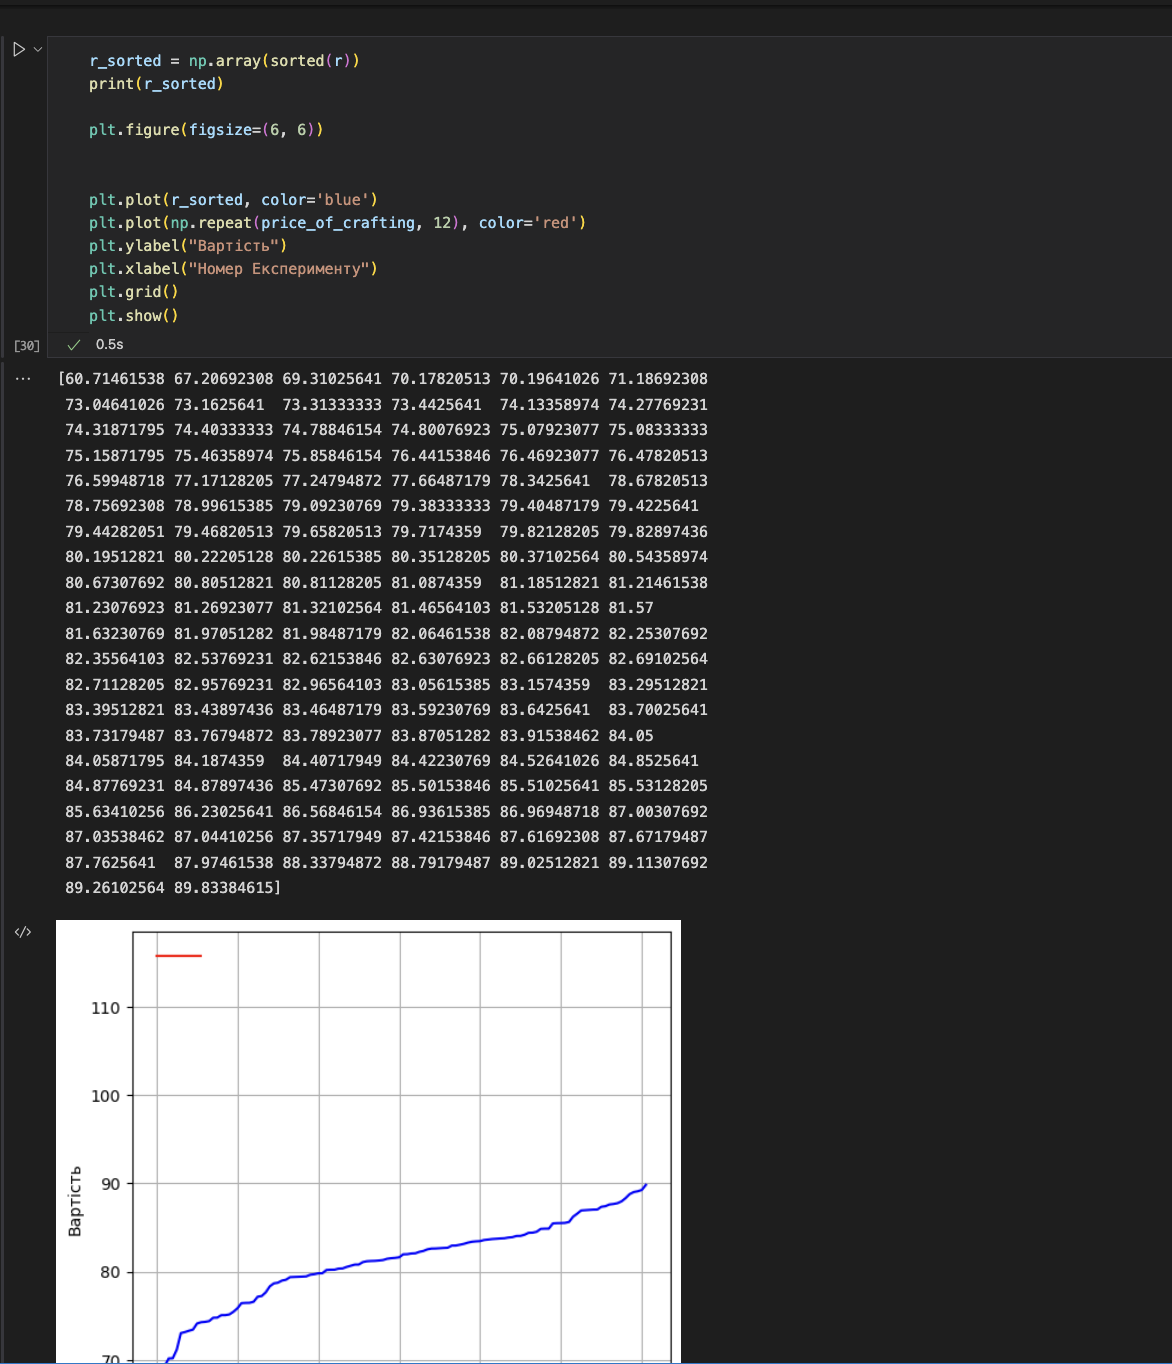 r_sorted = np.array(sorted(r))
print(r_sorted)
plt.figure(figsize=(6, 6))
plt.plot(r_sorted, color='blue')
plt.plot(np.repeat(price_of_crafting, 12), color='red')
plt.ylabel("Вартість")
plt.xlabel("Номер Експерименту")
plt.grid()
plt.show()
[30] 0.5s
[60.71461538 67.20692308 69.31025641 70.17820513 70.19641026 71.18692308
73.04641026 73.1625641 73.31333333 73.4425641 74.13358974 74.27769231
74.31871795 74.40333333 74.78846154 74.80076923 75.07923077 75.08333333
75.15871795 75.46358974 75.85846154 76.44153846 76.46923077 76.47820513
76.59948718 77.17128205 77.24794872 77.66487179 78.3425641 78.67820513
78.75692308 78.99615385 79.09230769 79.38333333 79.40487179 79.4225641
79.44282051 79.46820513 79.65820513 79.7174359 79.82128205 79.82897436
80.19512821 80.22205128 80.22615385 80.35128205 80.37102564 80.54358974
80.67307692 80.80512821 80.81128205 81.0874359 81.18512821 81.21461538
81.23076923 81.26923077 81.32102564 81.46564103 81.53205128 81.57
81.63230769 81.97051282 81.98487179 82.06461538 82.08794872 82.25307692
82.35564103 82.53769231 82.62153846 82.63076923 82.66128205 82.69102564
82.71128205 82.95769231 82.96564103 83.05615385 83.1574359 83.29512821
83.39512821 83.43897436 83.46487179 83.59230769 83.6425641 83.70025641
83.73179487 83.76794872 83.78923077 83.87051282 83.91538462 84.05
84.05871795 84.1874359 84.40717949 84.42230769 84.52641026 84.8525641
84.87769231 84.87897436 85.47307692 85.50153846 85.51025641 85.53128205
85.63410256 86.23025641 86.56846154 86.93615385 86.96948718 87.00307692
87.03538462 87.04410256 87.35717949 87.42153846 87.61692308 87.67179487
87.7625641 87.97461538 88.33794872 88.79179487 89.02512821 89.11307692
89.26102564 89.83384615]
110
100
90
80
70
Вартість